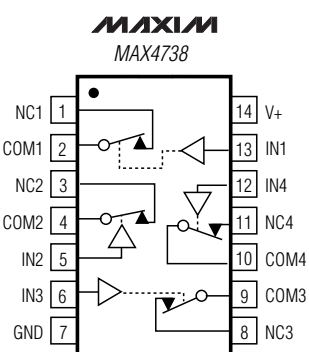 MAXIM
MAX4738
NC1 1
COM1 2
NC2 3
COM2 4
IN2 5
IN3 6
GND 7
14 V+
13 IN1
12 IN4
11 NC4
10 COM4
9 COM3
8 NC3